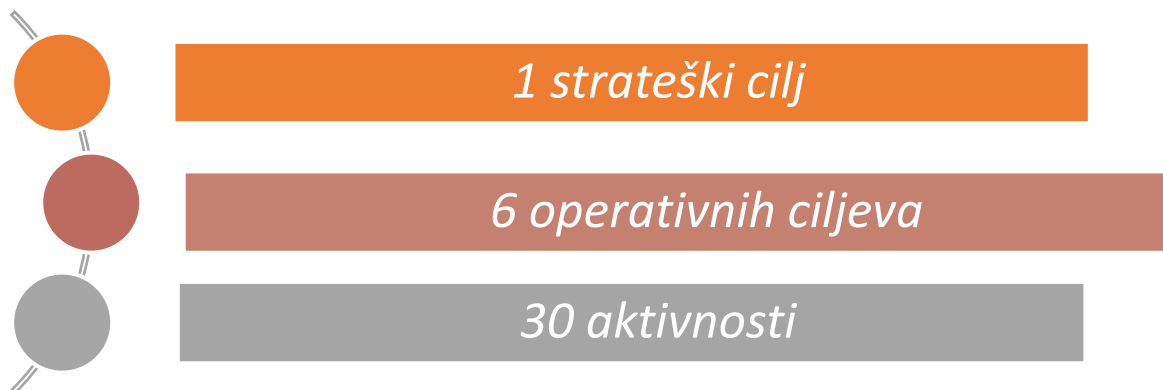 1 strateški cilj
6 operativnih ciljeva
30 aktivnosti